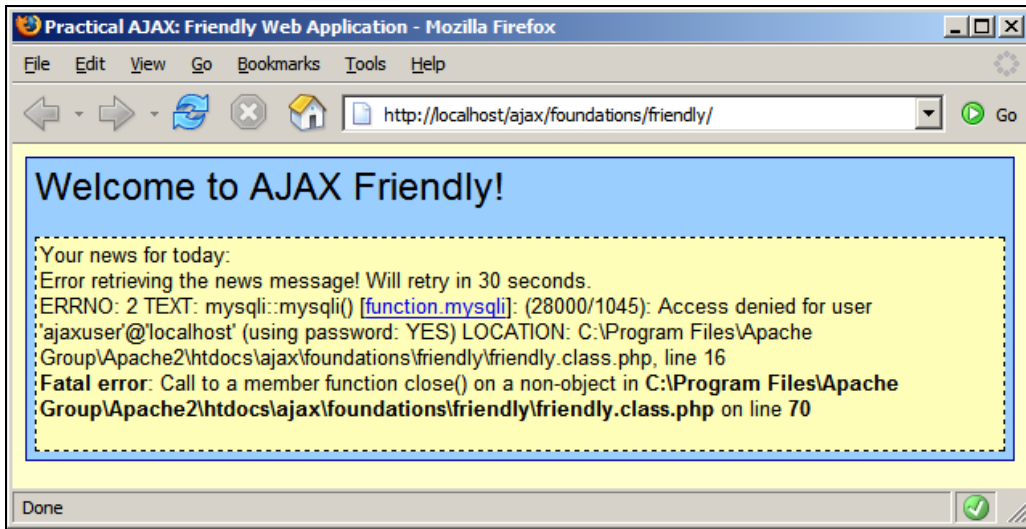 Practical AJAX: Friendly Web Application - Mozilla Firefox
File Edit View Go Bookmarks Tools Help
http://localhost/ajax/foundations/friendly/ Go
Welcome to AJAX Friendly!
Your news for today:
Error retrieving the news message! Will retry in 30 seconds.
ERRNO: 2 TEXT: mysqli::mysqli() [function.mysqli]: (28000/1045): Access denied for user
'ajaxuser'@'localhost' (using password: YES) LOCATION: C:\Program Files\Apache
Group\Apache2\htdocs\ajax\foundations\friendly\friendly.class.php, line 16
Fatal error: Call to a member function close() on a non-object in C:\Program Files\Apache
Group\Apache2\htdocs\ajax\foundations\friendly\friendly.class.php on line 70
Done